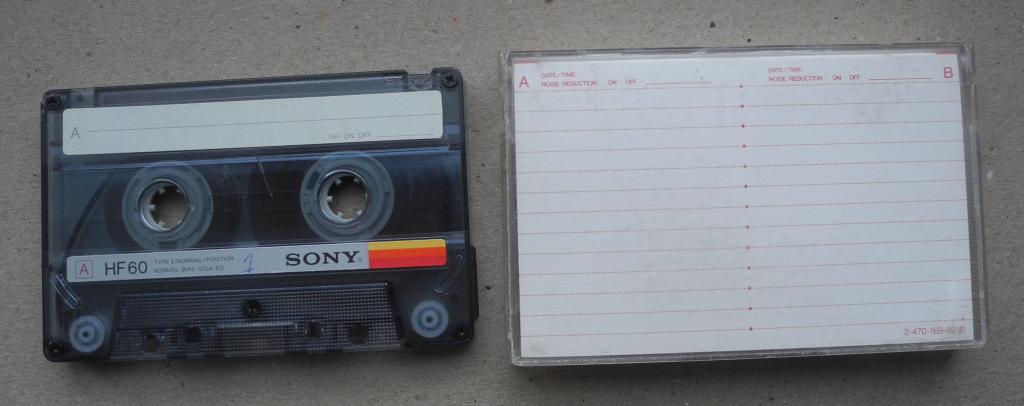 A
NR ON OFF
A HF60 TYPE I (NORMAL) POSITION
NORMAL BIAS 120μs EQ
1
SONY
A DATE/TIME:
NOISE REDUCTION: ON OFF
DATE/TIME: B
NOISE REDUCTION: ON OFF
2-470-169-02